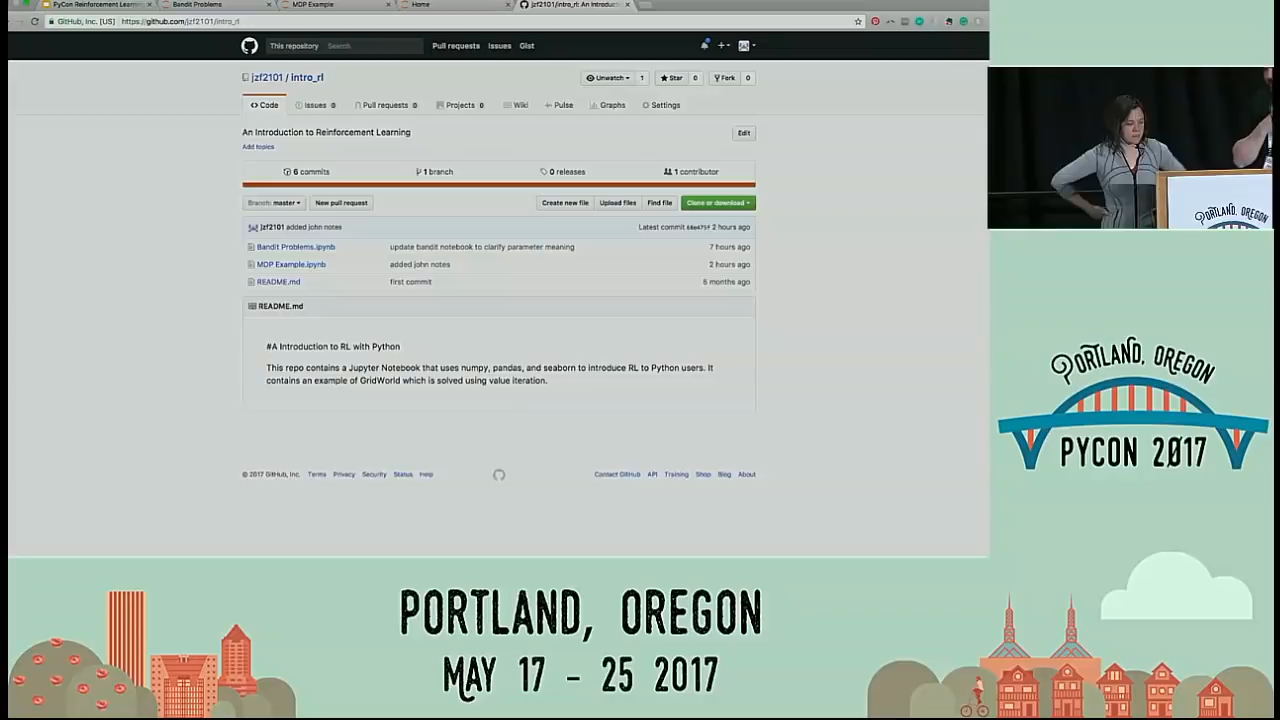 PyCon Reinforcement Learnin
Bandit Problems
MDP Example
Home
jzf2101/intro_rl: An Introduc
GitHub, Inc. [US]
https://github.com/jzf2101/intro_rl
This repository
Search
Pull requests
Issues
Gist
jzf2101 / intro_rl
Unwatch
1
Star
0
Fork
0
Code
Issues 0
Pull requests 0
Projects 0
Wiki
Pulse
Graphs
Settings
An Introduction to Reinforcement Learning
Edit
Add topics
6 commits
1 branch
0 releases
1 contributor
Branch: master
New pull request
Create new file
Upload files
Find file
Clone or download
jzf2101 added john notes
Latest commit 2 hours ago
Bandit Problems.ipynb
update bandit notebook to clarify parameter meaning
7 hours ago
MDP Example.ipynb
added john notes
2 hours ago
README.md
first commit
6 months ago
README.md
#A Introduction to RL with Python
This repo contains a Jupyter Notebook that uses numpy, pandas, and seaborn to introduce RL to Python users. It
contains an example of GridWorld which is solved using value iteration.
© 2017 GitHub, Inc.
Terms
Privacy
Security
Status
Help
Contact GitHub
API
Training
Shop
Blog
About
PORTLAND, OREGON
PORTLAND, OREGON
PYCON 2017
PORTLAND, OREGON
MAY 17 - 25 2017